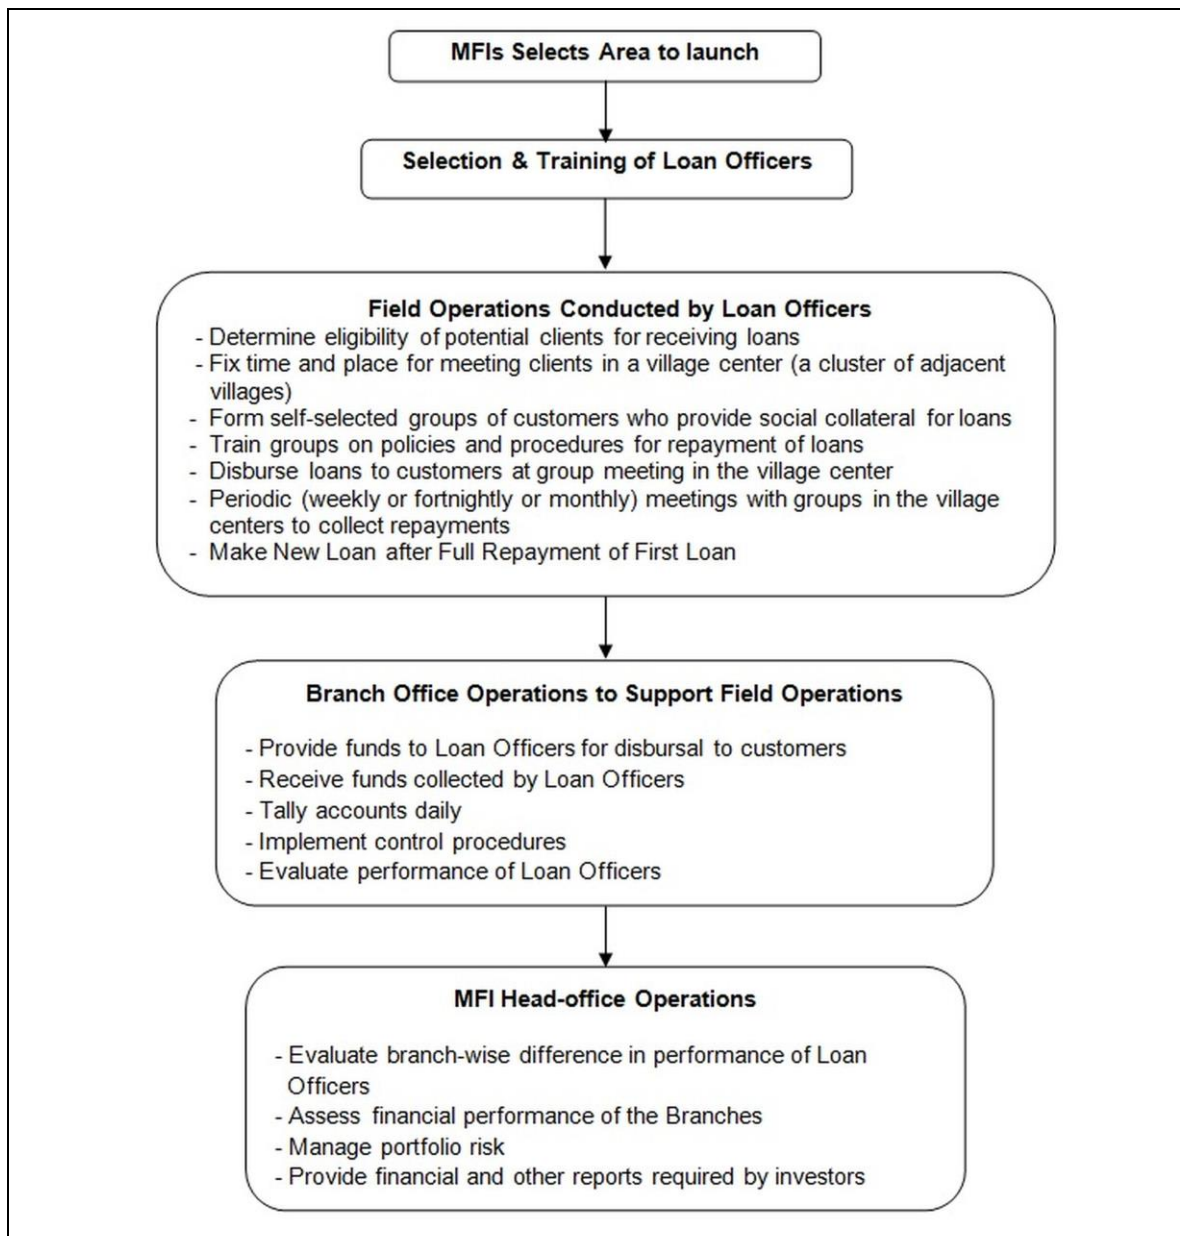 MFIs Selects Area to launch
Selection & Training of Loan Officers
Field Operations Conducted by Loan Officers
- Determine eligibility of potential clients for receiving loans
- Fix time and place for meeting clients in a village center (a cluster of adjacent
villages)
- Form self-selected groups of customers who provide social collateral for loans
- Train groups on policies and procedures for repayment of loans
- Disburse loans to customers at group meeting in the village center
- Periodic (weekly or fortnightly or monthly) meetings with groups in the village
centers to collect repayments
- Make New Loan after Full Repayment of First Loan
Branch Office Operations to Support Field Operations
- Provide funds to Loan Officers for disbursal to customers
- Receive funds collected by Loan Officers
- Tally accounts daily
- Implement control procedures
- Evaluate performance of Loan Officers
MFI Head-office Operations
- Evaluate branch-wise difference in performance of Loan
Officers
- Assess financial performance of the Branches
- Manage portfolio risk
- Provide financial and other reports required by investors